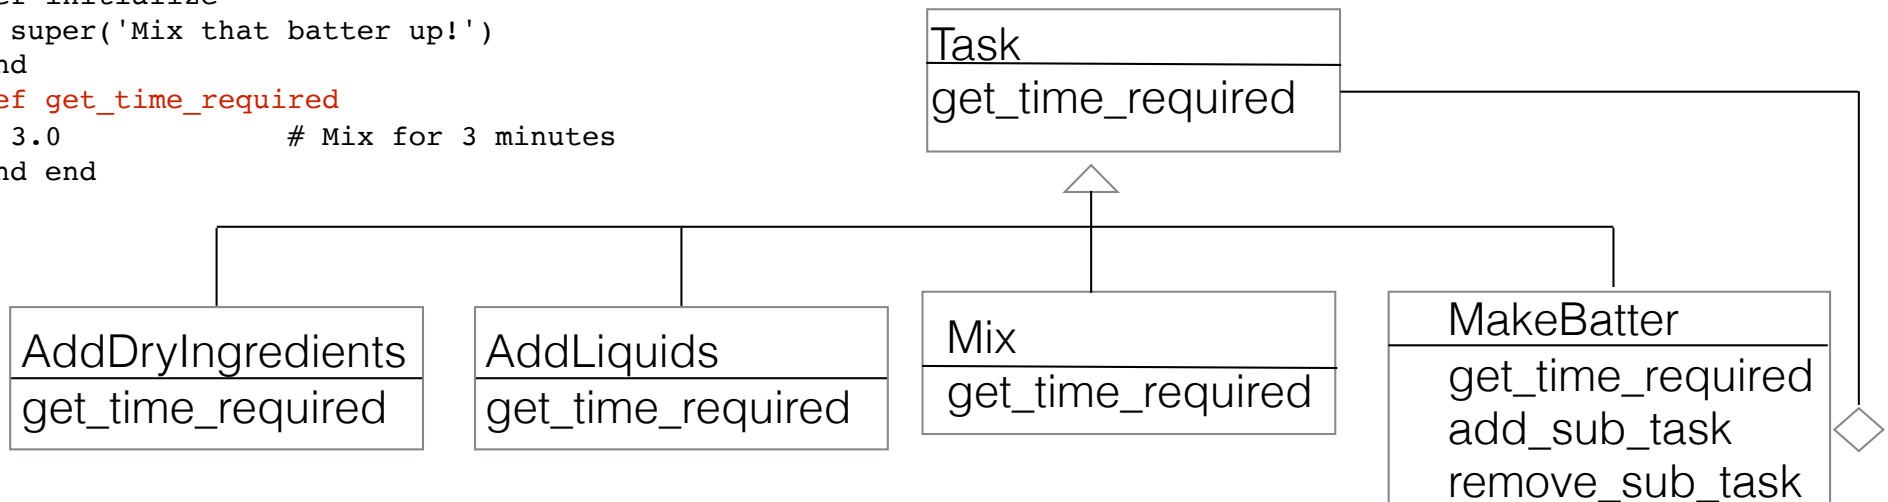 super('Mix that batter up!')
get_time_required
3.0 # Mix for 3 minutes
end
Task
get_time_required
AddDryIngredients
get_time_required
AddLiquids
get_time_required
Mix
get_time_required
MakeBatter
get_time_required
add_sub_task
remove_sub_task